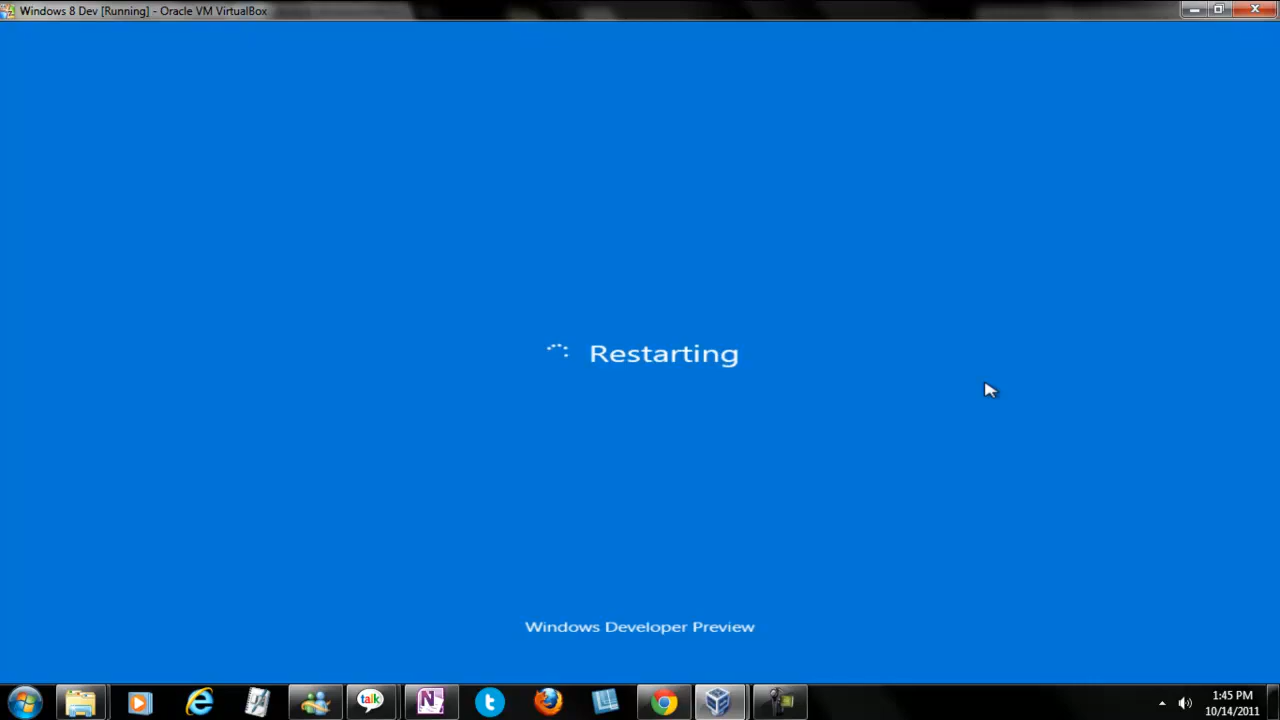 Windows 8 Dev [Running] - Oracle VM VirtualBox
Restarting
Windows Developer Preview
talk
N
1:45 PM
10/14/2011